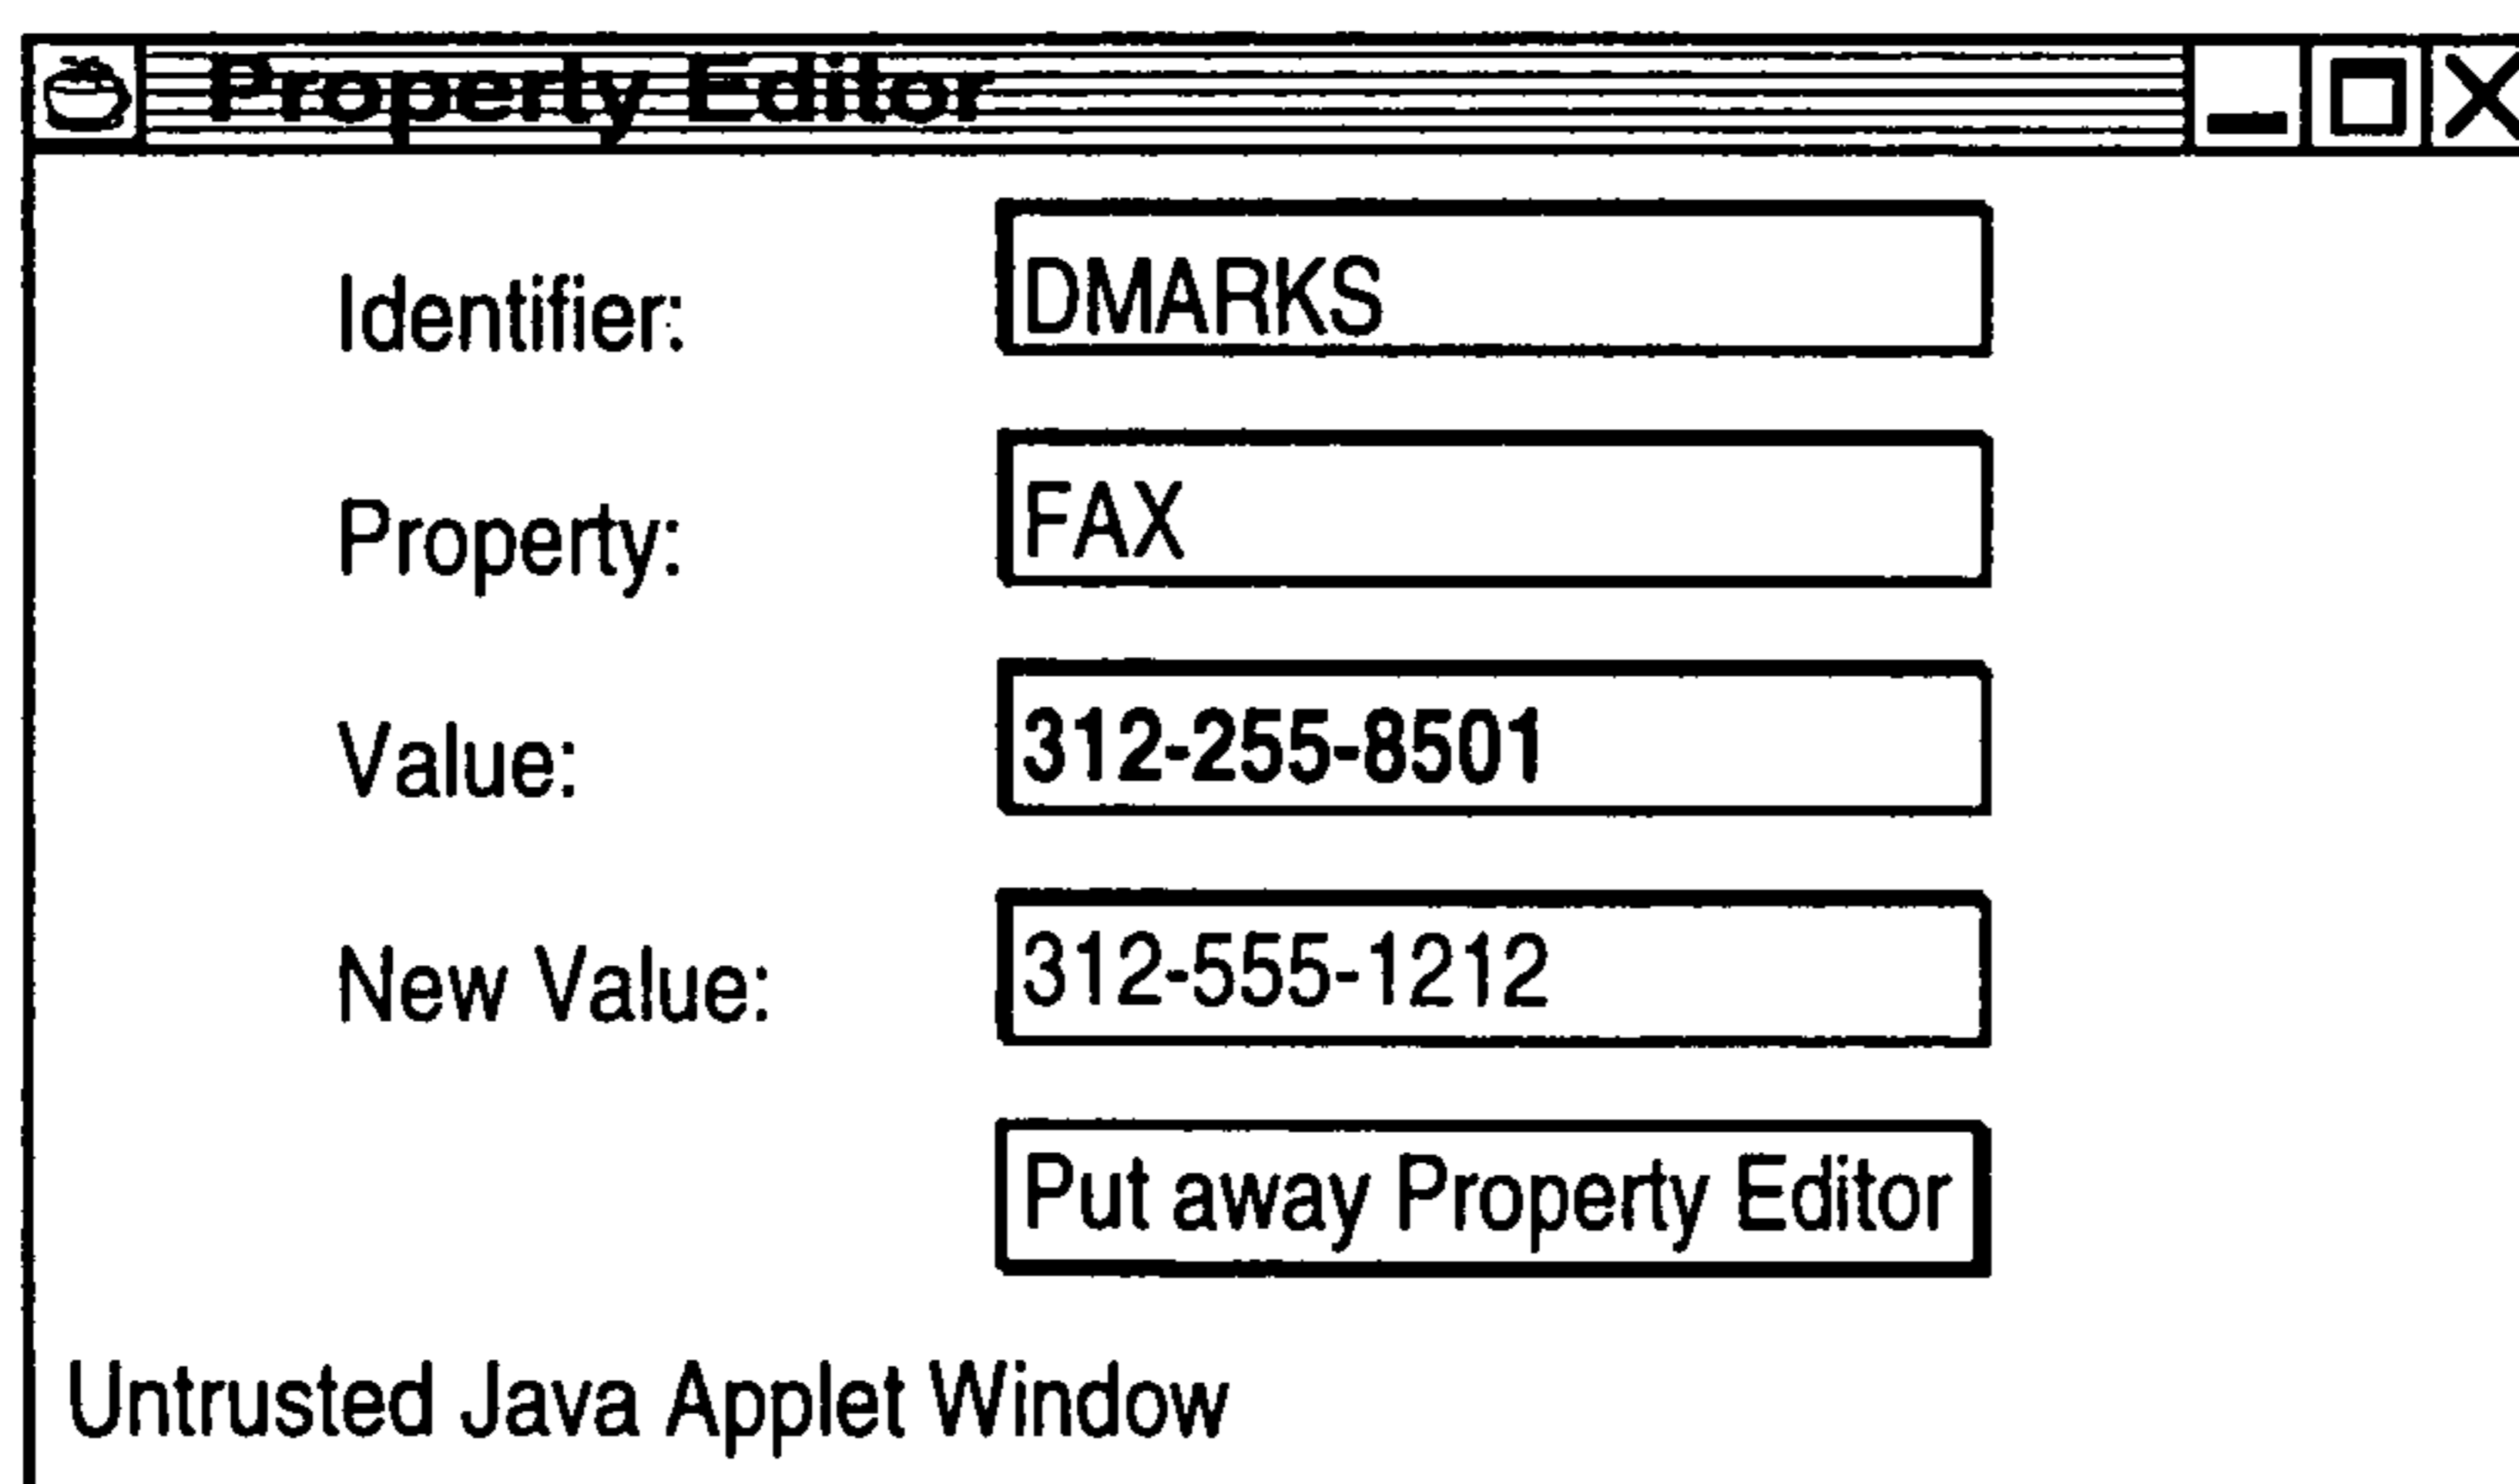 Property Editor
Identifier: DMARKS
Property: FAX
Value: 312-255-8501
New Value: 312-555-1212
Put away Property Editor
Untrusted Java Applet Window